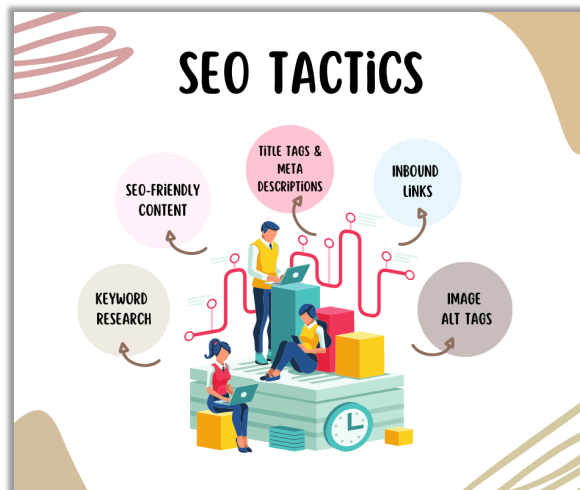 SEO TACTICS
TITLE TAGS &
META
DESCRIPTIONS
SEO-FRIENDLY
CONTENT
INBOUND
LINKS
KEYWORD
RESEARCH
IMAGE
ALT TAGS